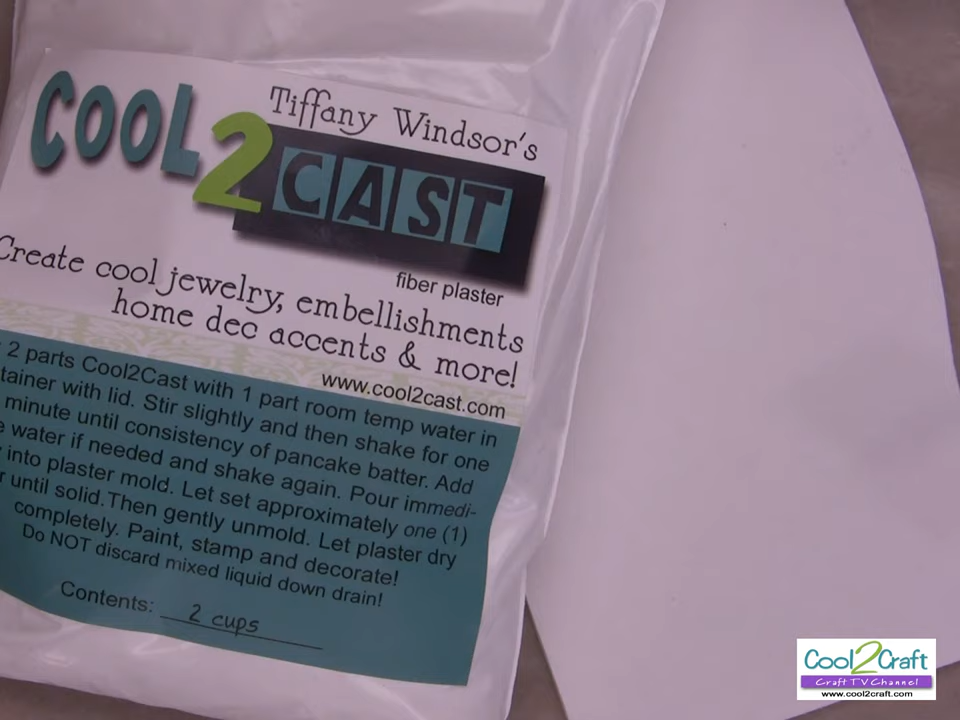 Tiffany Windsor's
COOL2CAST
fiber plaster
Create cool jewelry, embellishments
home dec accents & more!
www.cool2cast.com
2 parts Cool2Cast with 1 part room temp water in
tainer with lid. Stir slightly and then shake for one
minute until consistency of pancake batter. Add
e water if needed and shake again. Pour immedi-
into plaster mold. Let set approximately one (1)
r until solid.Then gently unmold. Let plaster dry
completely. Paint, stamp and decorate!
Do NOT discard mixed liquid down drain!
Contents: 2 cups
Cool2Craft
Craft TV Channel
www.cool2craft.com